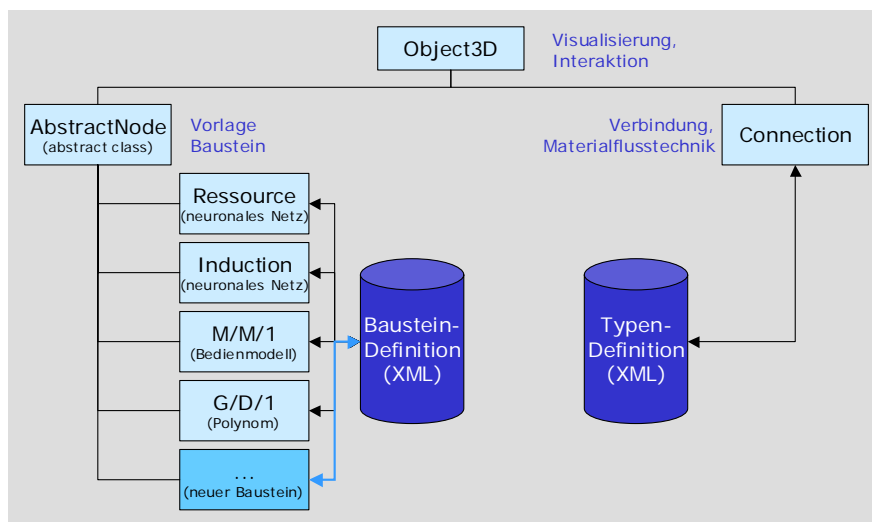 Object3D
Visualisierung,
Interaktion
AbstractNode
(abstract class)
Vorlage
Baustein
Verbindung,
Materialflusstechnik
Connection
Ressource
(neuronales Netz)
Induction
(neuronales Netz)
M/M/1
(Bedienmodell)
G/D/1
(Polynom)
...
(neuer Baustein)
Baustein-
Definition
(XML)
Typen-
Definition
(XML)